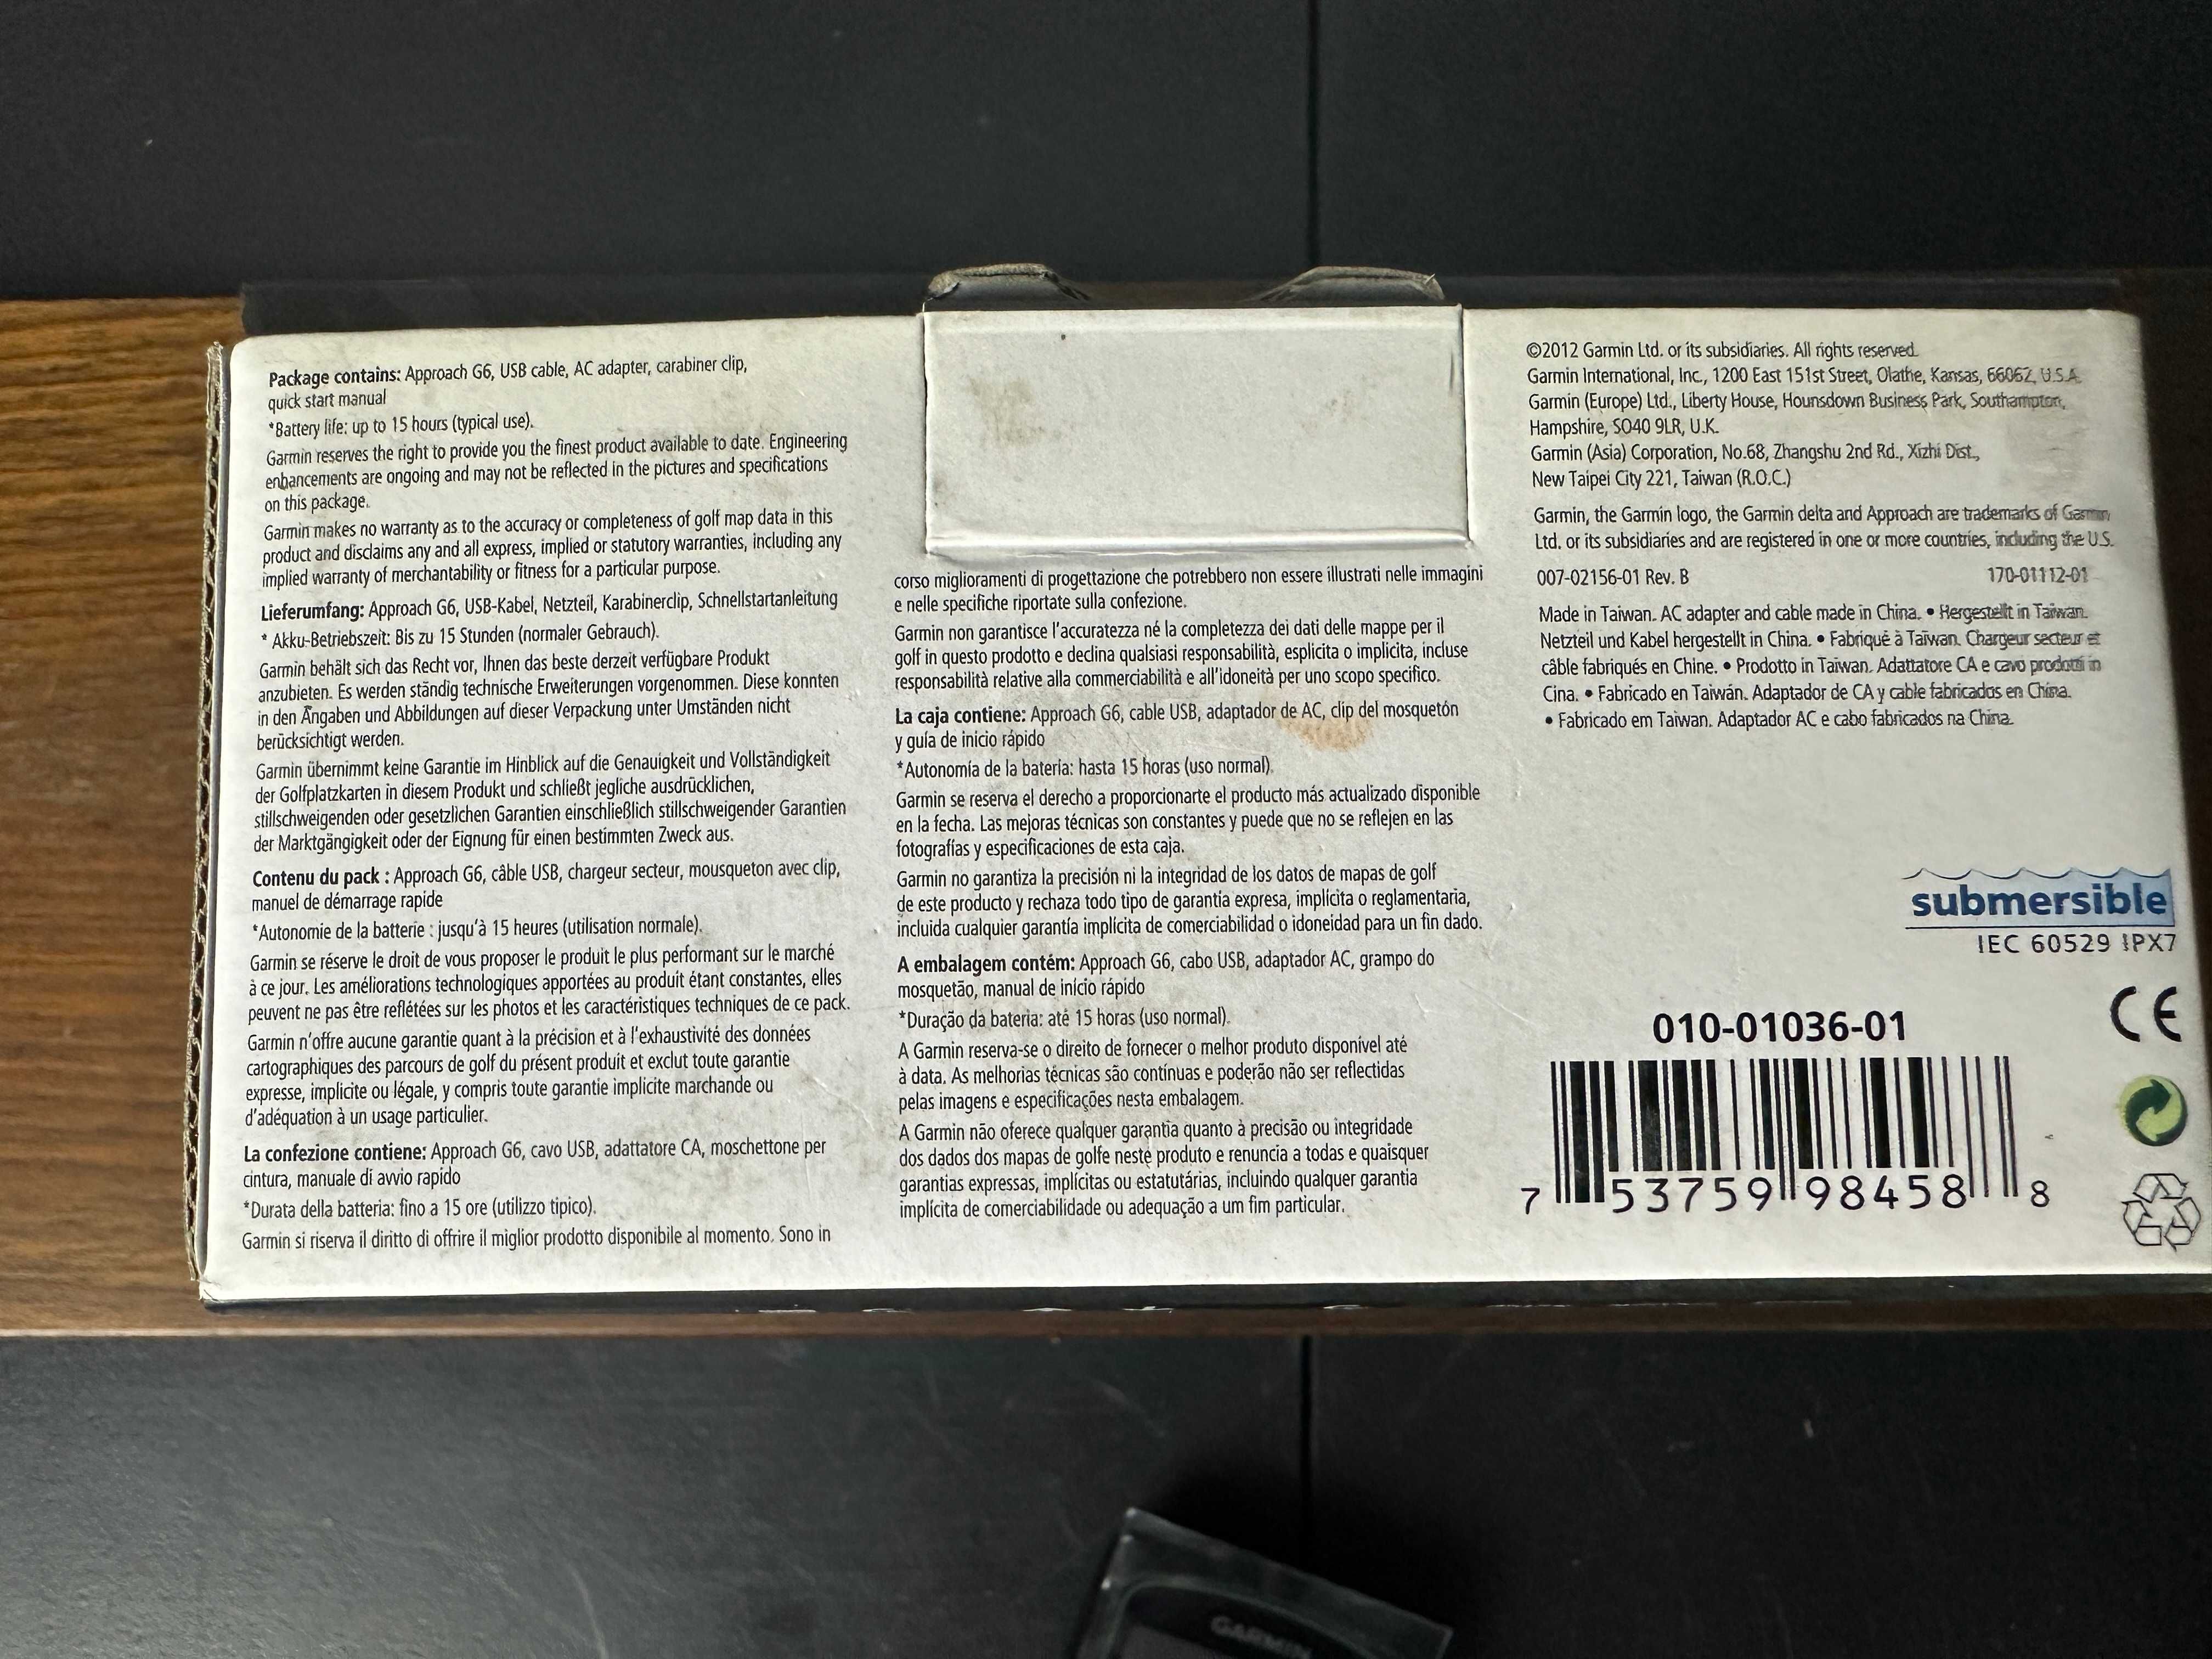 Package contains: Approach G6, USB cable, AC adapter, carabiner clip,
quick start manual
*Battery life: up to 15 hours (typical use).
Garmin reserves the right to provide you the finest product available to date. Engineering
enhancements are ongoing and may not be reflected in the pictures and specifications
on this package.
Garmin makes no warranty as to the accuracy or completeness of golf map data in this
product and disclaims any and all express, implied or statutory warranties, including any
implied warranty of merchantability or fitness for a particular purpose.
Lieferumfang: Approach G6, USB-Kabel, Netzteil, Karabinerclip, Schnellstartanleitung
* Akku-Betriebszeit: Bis zu 15 Stunden (normaler Gebrauch).
Garmin behält sich das Recht vor, Ihnen das beste derzeit verfügbare Produkt
anzubieten. Es werden ständig technische Erweiterungen vorgenommen. Diese konnten
in den Angaben und Abbildungen auf dieser Verpackung unter Umständen nicht
berücksichtigt werden.
Garmin übernimmt keine Garantie im Hinblick auf die Genauigkeit und Vollständigkeit
der Golfplatzkarten in diesem Produkt und schließt jegliche ausdrücklichen,
stillschweigenden oder gesetzlichen Garantien einschließlich stillschweigender Garantien
der Marktgängigkeit oder der Eignung für einen bestimmten Zweck aus.
Contenu du pack : Approach G6, câble USB, chargeur secteur, mousqueton avec clip,
manuel de démarrage rapide
*Autonomie de la batterie : jusqu'à 15 heures (utilisation normale).
Garmin se réserve le droit de vous proposer le produit le plus performant sur le marché
à ce jour. Les améliorations technologiques apportées au produit étant constantes, elles
peuvent ne pas être reflétées sur les photos et les caractéristiques techniques de ce pack.
Garmin n'offre aucune garantie quant à la précision et à l'exhaustivité des données
cartographiques des parcours de golf du présent produit et exclut toute garantie
expresse, implicite ou légale, y compris toute garantie implicite marchande ou
d'adéquation à un usage particulier.
La confezione contiene: Approach G6, cavo USB, adattatore CA, moschettone per
cintura, manuale di avvio rapido
*Durata della batteria: fino a 15 ore (utilizzo tipico).
Garmin si riserva il diritto di offrire il miglior prodotto disponibile al momento. Sono in
corso miglioramenti di progettazione che potrebbero non essere illustrati nelle immagini
e nelle specifiche riportate sulla confezione.
Garmin non garantisce l'accuratezza né la completezza dei dati delle mappe per il
golf in questo prodotto e declina qualsiasi responsabilità, esplicita o implicita, incluse
responsabilità relative alla commerciabilità e all'idoneità per uno scopo specifico.
La caja contiene: Approach G6, cable USB, adaptador de AC, clip del mosquetón
y guía de inicio rápido
*Autonomía de la batería: hasta 15 horas (uso normal).
Garmin se reserva el derecho a proporcionarte el producto más actualizado disponible
en la fecha. Las mejoras técnicas son constantes y puede que no se reflejen en las
fotografías y especificaciones de esta caja.
Garmin no garantiza la precisión ni la integridad de los datos de mapas de golf
de este producto y rechaza todo tipo de garantía expresa, implícita o reglamentaria,
incluida cualquier garantía implícita de comerciabilidad o idoneidad para un fin dado.
A embalagem contém: Approach G6, cabo USB, adaptador AC, grampo do
mosquetão, manual de início rápido
*Duração da bateria: até 15 horas (uso normal).
A Garmin reserva-se o direito de fornecer o melhor produto disponível até
à data. As melhorias técnicas são contínuas e poderão não ser reflectidas
pelas imagens e especificações nesta embalagem.
A Garmin não oferece qualquer garantia quanto à precisão ou integridade
dos dados dos mapas de golfe neste produto e renuncia a todas e quaisquer
garantias expressas, implícitas ou estatutárias, incluindo qualquer garantia
implícita de comerciabilidade ou adequação a um fim particular.
©2012 Garmin Ltd. or its subsidiaries. All rights reserved.
Garmin International, Inc., 1200 East 151st Street, Olathe, Kansas, 66062, U.S.A.
Garmin (Europe) Ltd., Liberty House, Hounsdown Business Park, Southampton,
Hampshire, SO40 9LR, U.K.
Garmin (Asia) Corporation, No.68, Zhangshu 2nd Rd., Xizhi Dist.,
New Taipei City 221, Taiwan (R.O.C.)
Garmin, the Garmin logo, the Garmin delta and Approach are trademarks of Garmin
Ltd. or its subsidiaries and are registered in one or more countries, including the U.S.
007-02156-01 Rev. B 170-01112-01
Made in Taiwan. AC adapter and cable made in China. • Hergestellt in Taiwan.
Netzteil und Kabel hergestellt in China. • Fabriqué à Taïwan. Chargeur secteur et
câble fabriqués en Chine. • Prodotto in Taiwan. Adattatore CA e cavo prodotti in
Cina. • Fabricado en Taiwán. Adaptador de CA y cable fabricados en China.
• Fabricado em Taiwan. Adaptador AC e cabo fabricados na China.
submersible
IEC 60529 IPX7
CE
010-01036-01
7 53759 98458 8
GARMIN